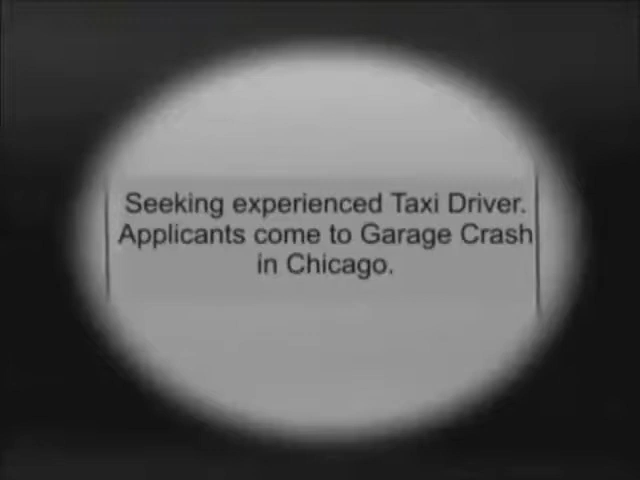 Seeking experienced Taxi Driver.
Applicants come to Garage Crash
in Chicago.